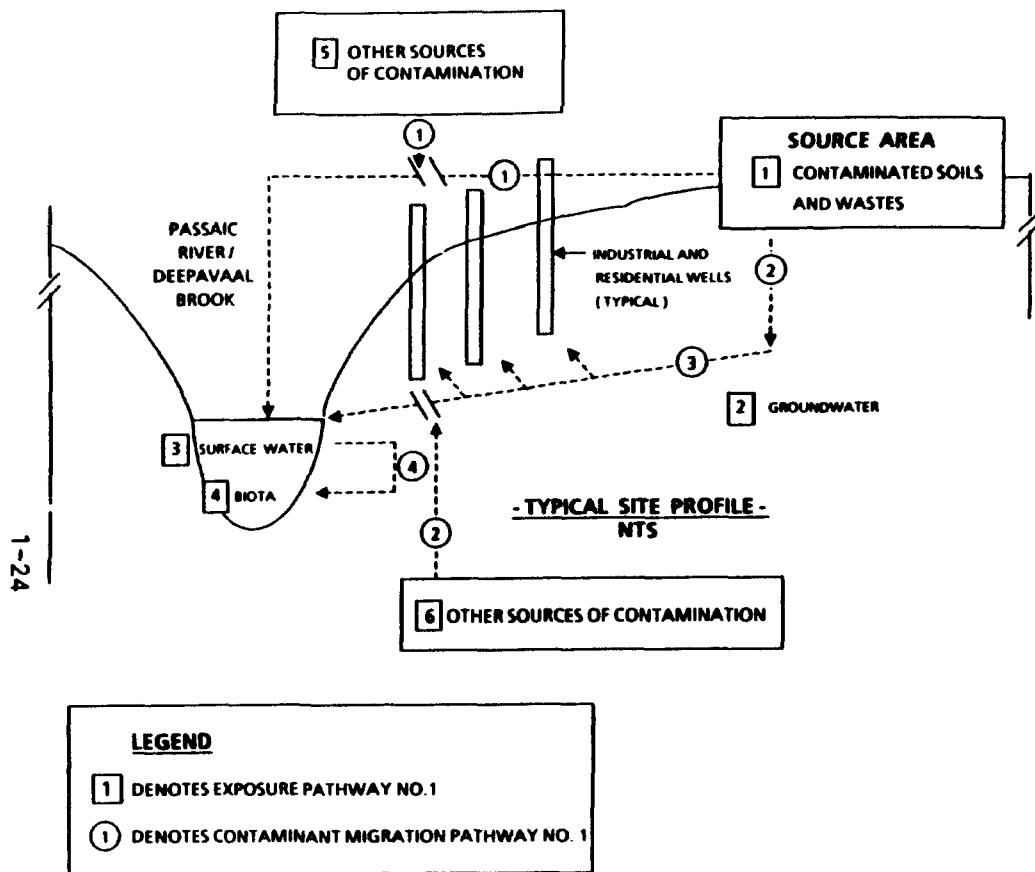 5 OTHER SOURCES
OF CONTAMINATION
1
SOURCE AREA
1 CONTAMINATED SOILS
AND WASTES
1
PASSAIC
RIVER/
DEEPAVAAL
BROOK
INDUSTRIAL AND
RESIDENTIAL WELLS
(TYPICAL)
2
3
2 GROUNDWATER
3 SURFACE WATER
4
4 BIOTA
- TYPICAL SITE PROFILE -
NTS
2
1-24
6 OTHER SOURCES OF CONTAMINATION
LEGEND
1 DENOTES EXPOSURE PATHWAY NO.1
1 DENOTES CONTAMINANT MIGRATION PATHWAY NO. 1